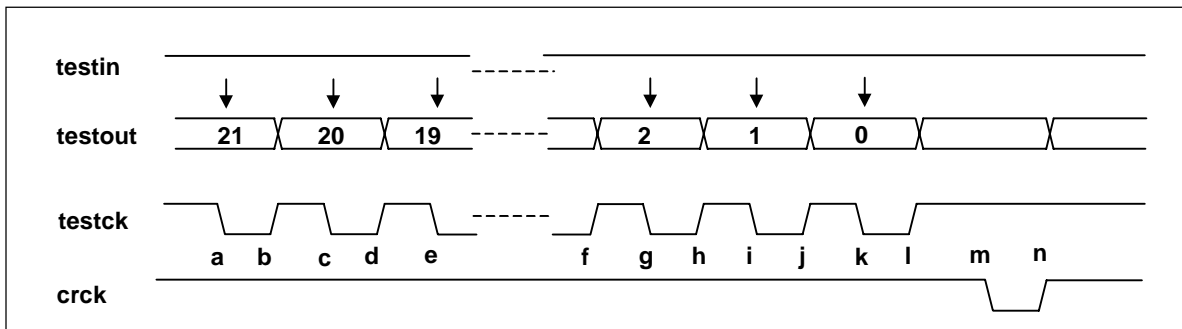 testin
testout 21 20 19 2 1 0
testck
a b c d e f g h i j k l m n
crck